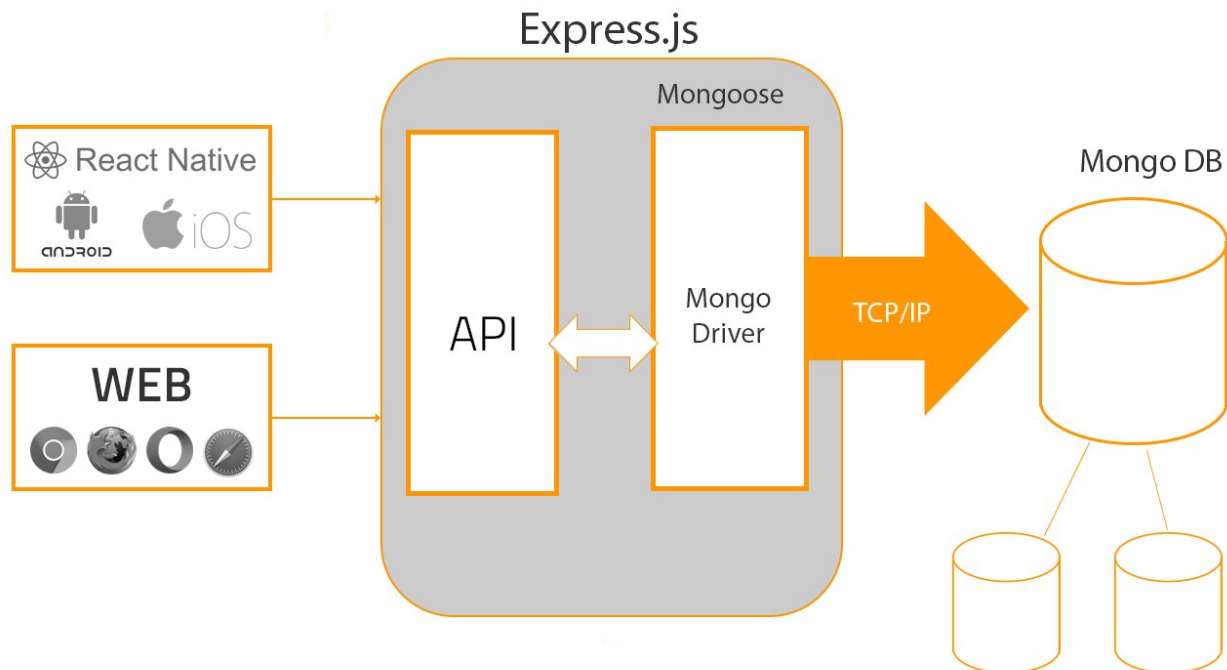 Express.js
Mongoose
React Native
ANDROID
iOS
WEB
API
Mongo
Driver
TCP/IP
Mongo DB